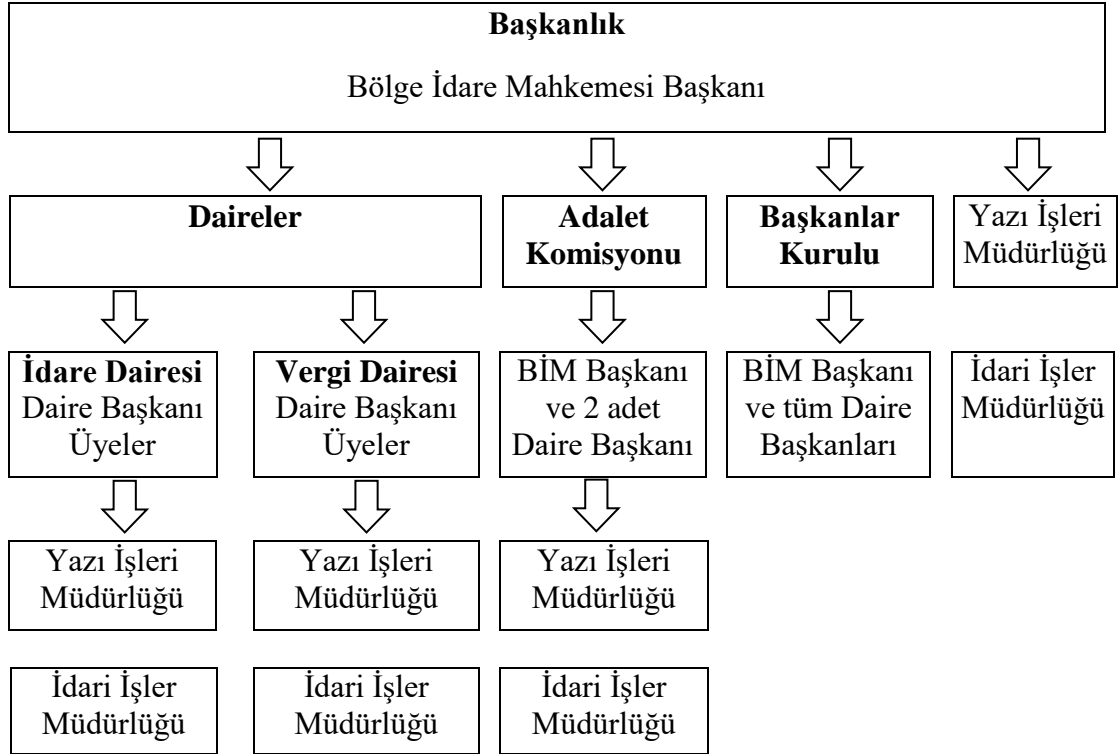 Başkanlık
Bölge İdare Mahkemesi Başkanı
Daireler
Adalet
Komisyonu
Başkanlar
Kurulu
Yazı İşleri
Müdürlüğü
İdare Dairesi
Daire Başkanı
Üyeler
Vergi Dairesi
Daire Başkanı
Üyeler
BİM Başkanı
ve 2 adet
Daire Başkanı
BİM Başkanı
ve tüm Daire
Başkanları
İdari İşler
Müdürlüğü
Yazı İşleri
Müdürlüğü
Yazı İşleri
Müdürlüğü
Yazı İşleri
Müdürlüğü
İdari İşler
Müdürlüğü
İdari İşler
Müdürlüğü
İdari İşler
Müdürlüğü